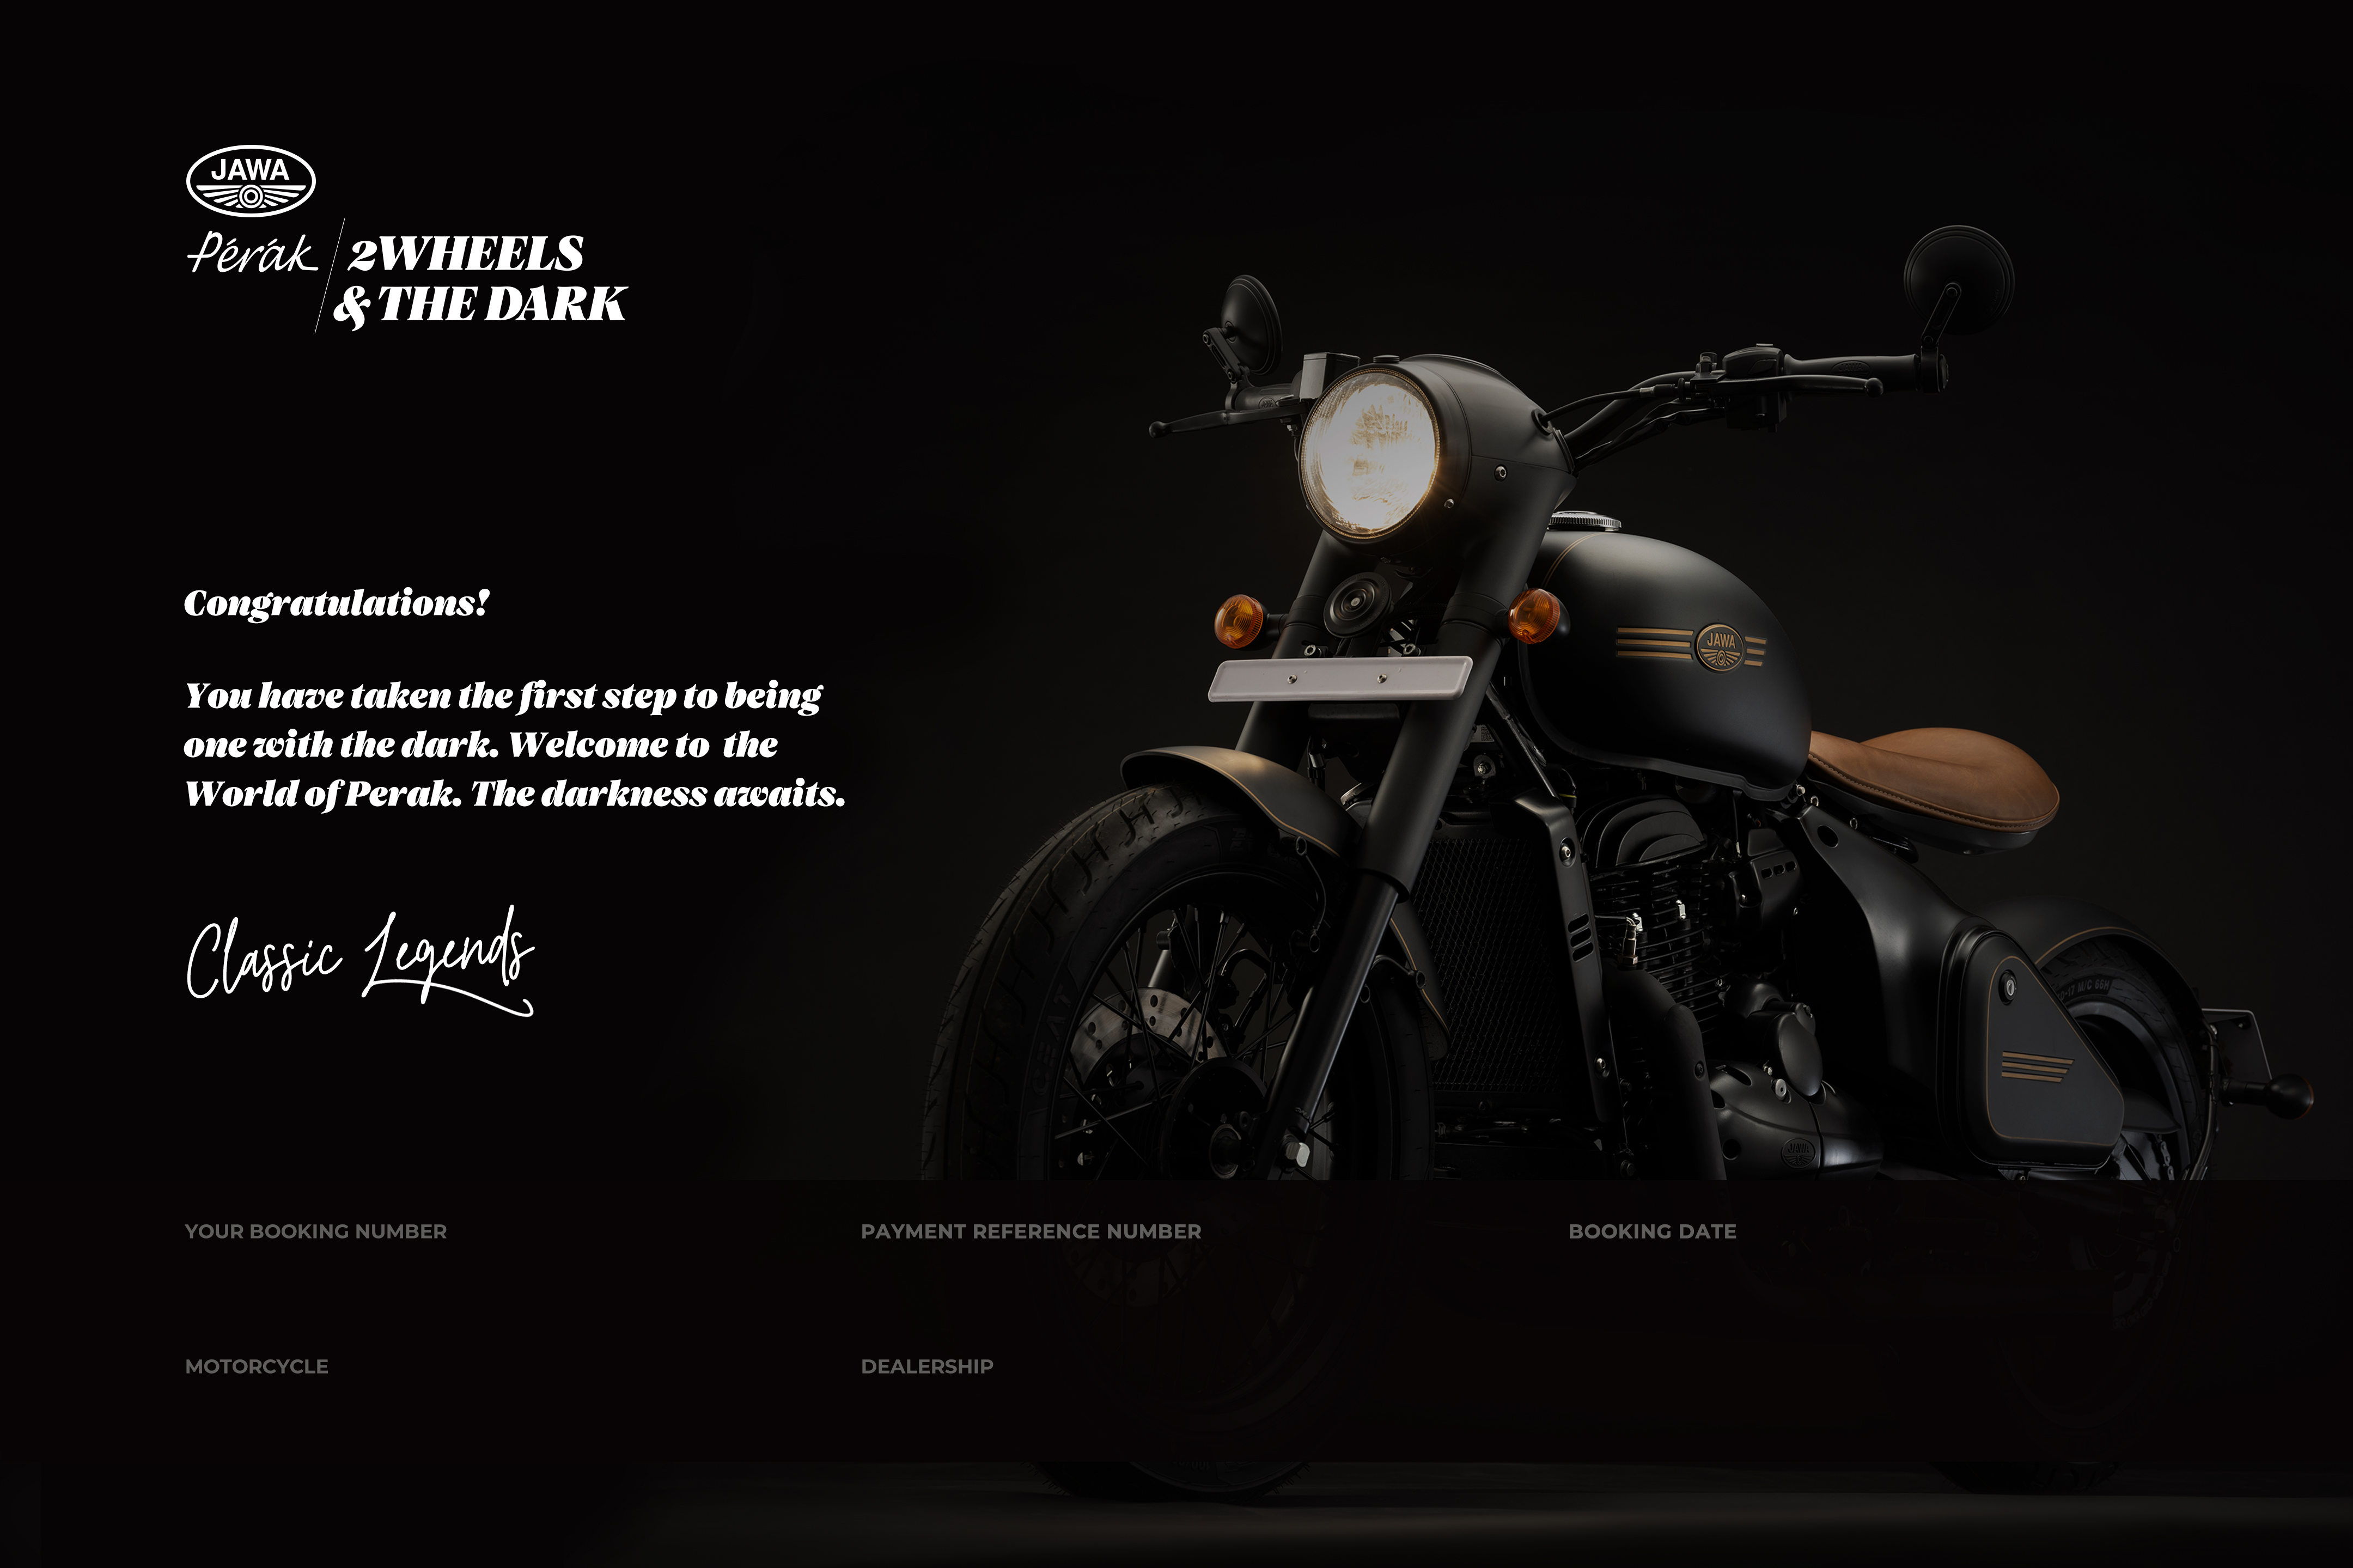 JAWA
Pérák
2WHEELS
& THE DARK
Congratulations!
You have taken the first step to being
one with the dark. Welcome to the
World of Perak. The darkness awaits.
Classic Legends
JAWA
CEAT
YOUR BOOKING NUMBER
PAYMENT REFERENCE NUMBER
BOOKING DATE
MOTORCYCLE
DEALERSHIP